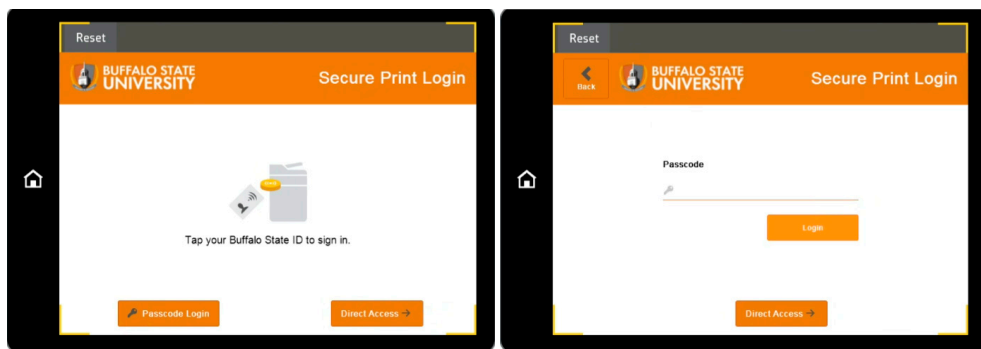 Reset
BUFFALO STATE
UNIVERSITY
Secure Print Login
Tap your Buffalo State ID to sign in.
Passcode Login
Direct Access →
Reset
Back
BUFFALO STATE
UNIVERSITY
Secure Print Login
Passcode
Login
Direct Access →